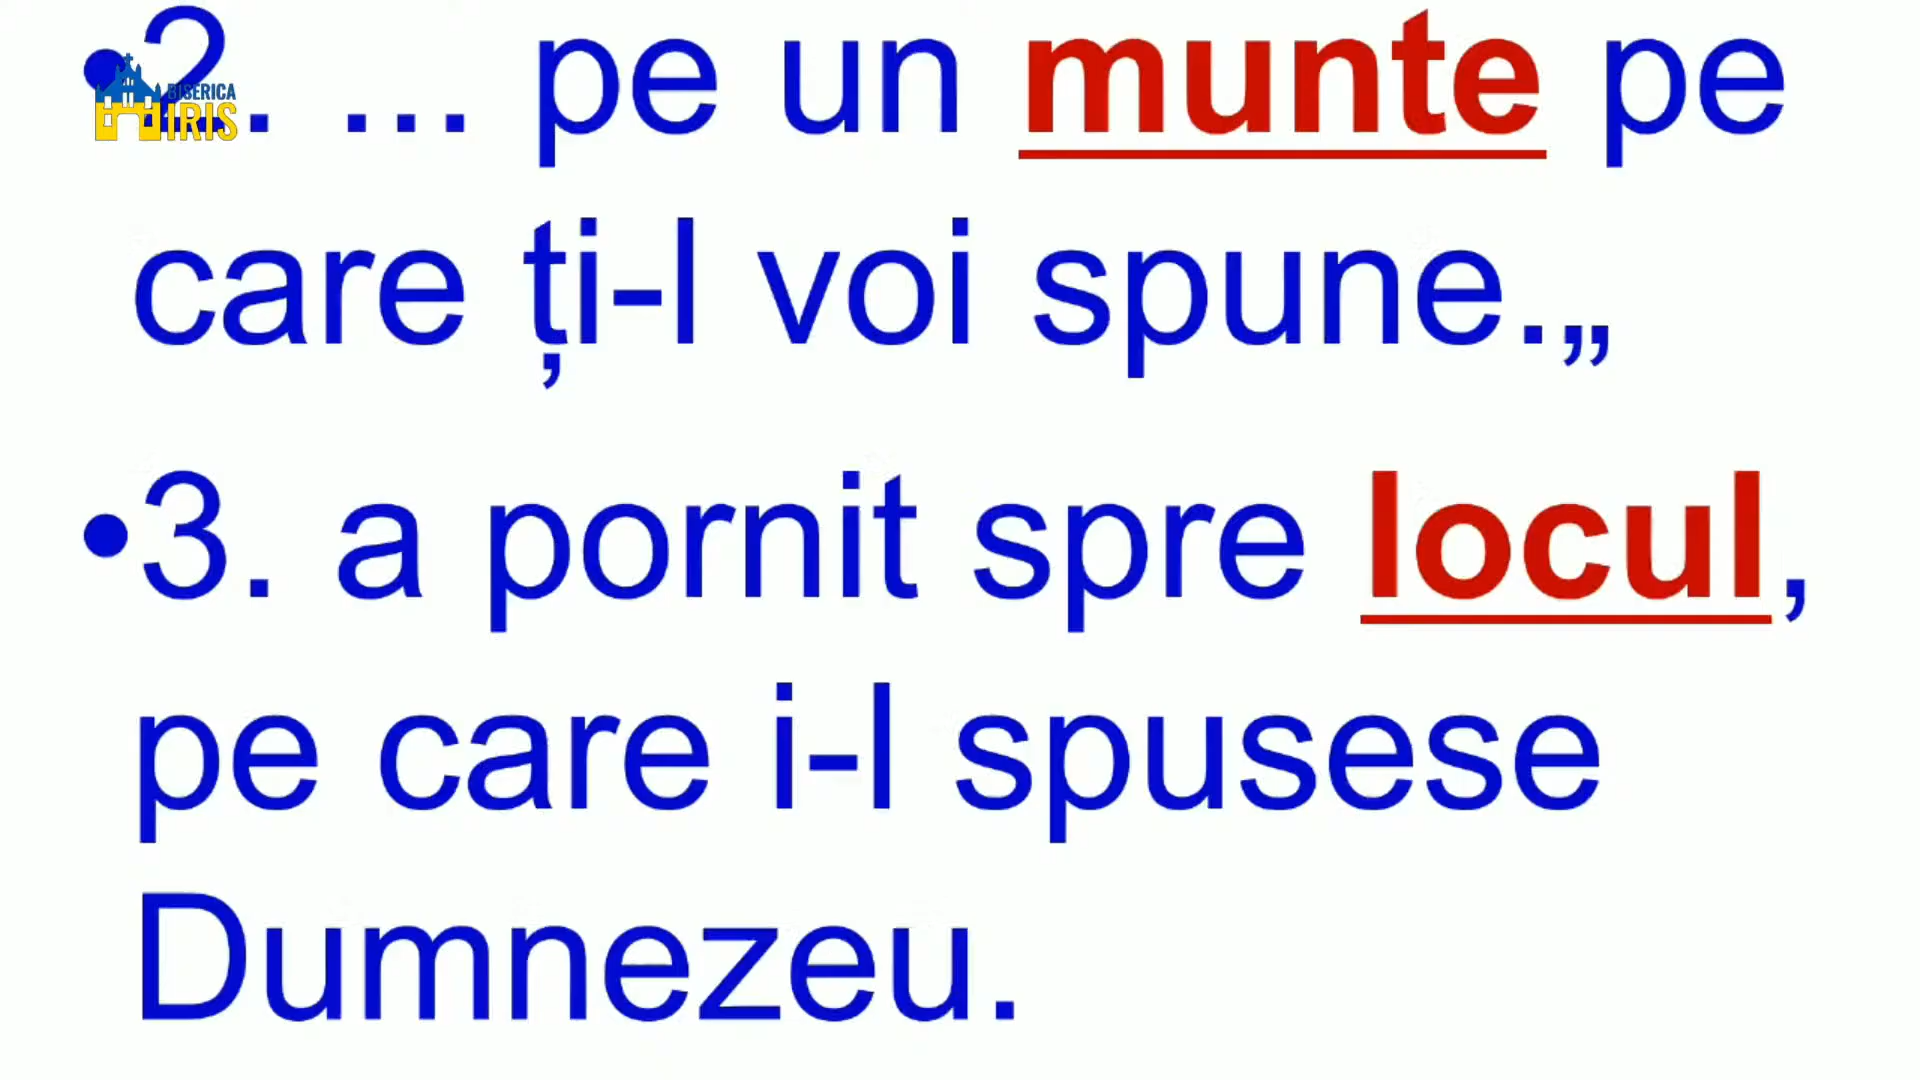 •2. ... pe un munte pe
BISERICA
IRIS
care ți-l voi spune.„
•3. a pornit spre locul,
pe care i-l spusese
Dumnezeu.